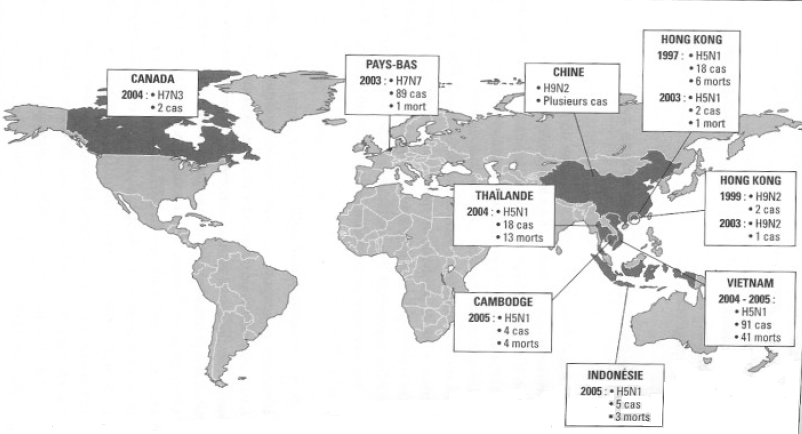 CANADA
2004 : • H7N3
• 2 cas
PAYS-BAS
2003 : • H7N7
• 89 cas
• 1 mort
CHINE
• H9N2
• Plusieurs cas
HONG KONG
1997 : • H5N1
• 18 cas
• 6 morts
2003 : • H5N1
• 2 cas
• 1 mort
THAÏLANDE
2004 : • H5N1
• 18 cas
• 13 morts
HONG KONG
1999 : • H9N2
• 2 cas
2003 : • H9N2
• 1 cas
CAMBODGE
2005 : • H5N1
• 4 cas
• 4 morts
VIETNAM
2004 - 2005 :
• H5N1
• 91 cas
• 41 morts
INDONÉSIE
2005 : • H5N1
• 5 cas
• 3 morts